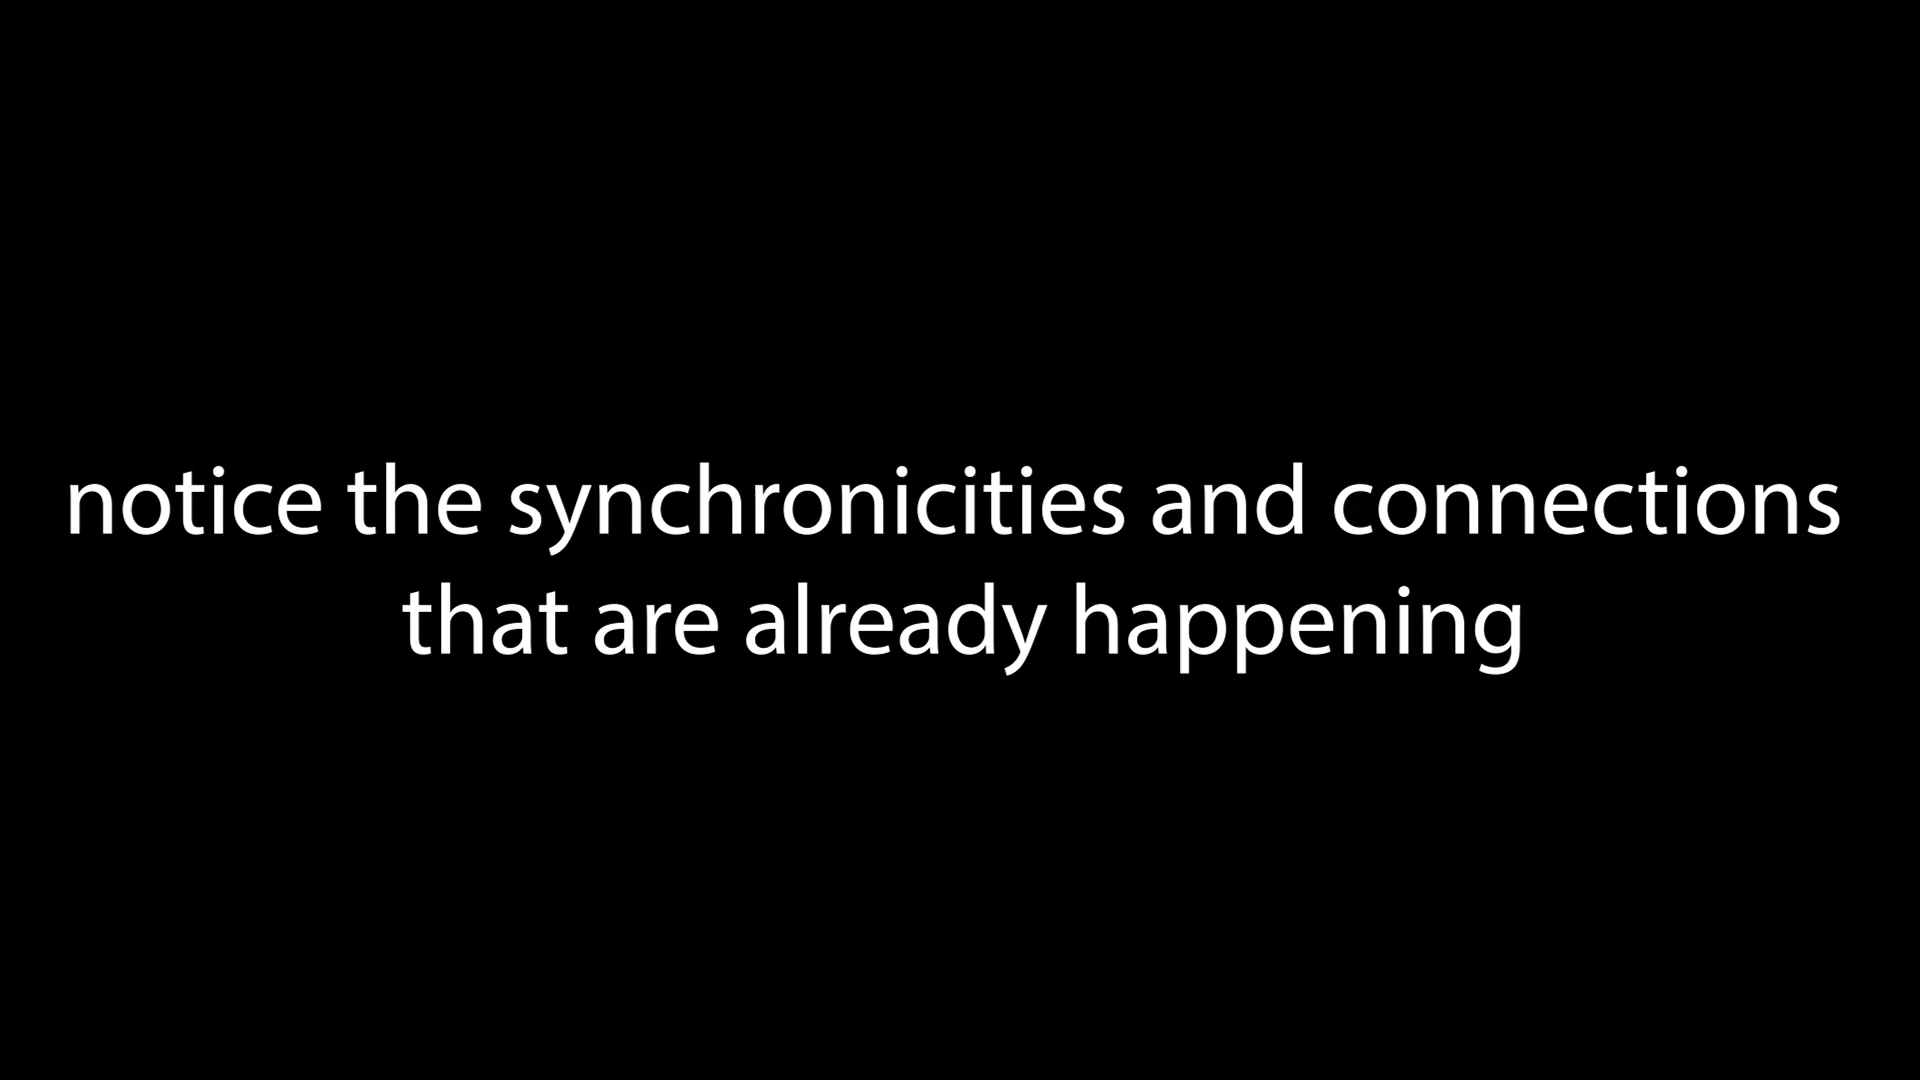 notice the synchronicities and connections
that are already happening